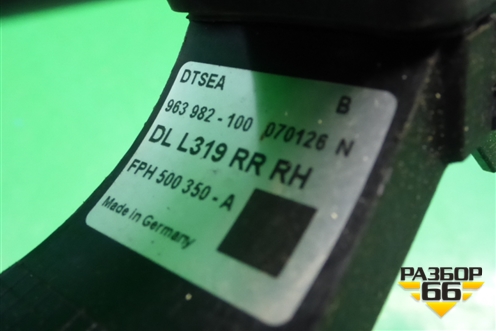 DTSEA B
963 982-100 070126 N
DL L319 RR RH
FPH 500 350-A
Made in Germany
РАЗБОР
66